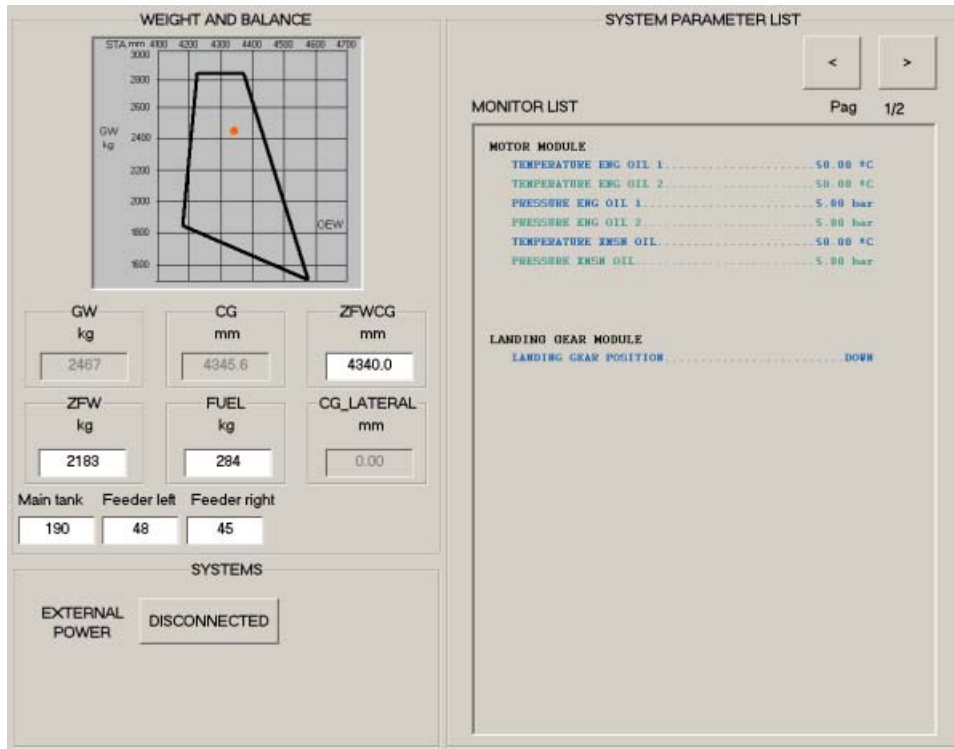 WEIGHT AND BALANCE
STA,mm 4100 4200 4300 4400 4500 4600 4700
3000
2800
2600
GW
kg
2400
2200
2000
OEW
1800
1600
GW
kg
2467
CG
mm
4345.6
ZFWCG
mm
4340.0
ZFW
kg
2183
FUEL
kg
284
CG_LATERAL
mm
0.00
Main tank Feeder left Feeder right
190 48 45
SYSTEMS
EXTERNAL
POWER
DISCONNECTED
SYSTEM PARAMETER LIST
< >
MONITOR LIST Pag 1/2
MOTOR MODULE
TEMPERATURE ENG OIL 1....................50.00 ºC
TEMPERATURE ENG OIL 2....................50.00 ºC
PRESSURE ENG OIL 1.......................5.00 bar
PRESSURE ENG OIL 2.......................5.00 bar
TEMPERATURE XMSN OIL.....................50.00 ºC
PRESSURE XMSN OIL........................5.00 bar
LANDING GEAR MODULE
LANDING GEAR POSITION........................DOWN